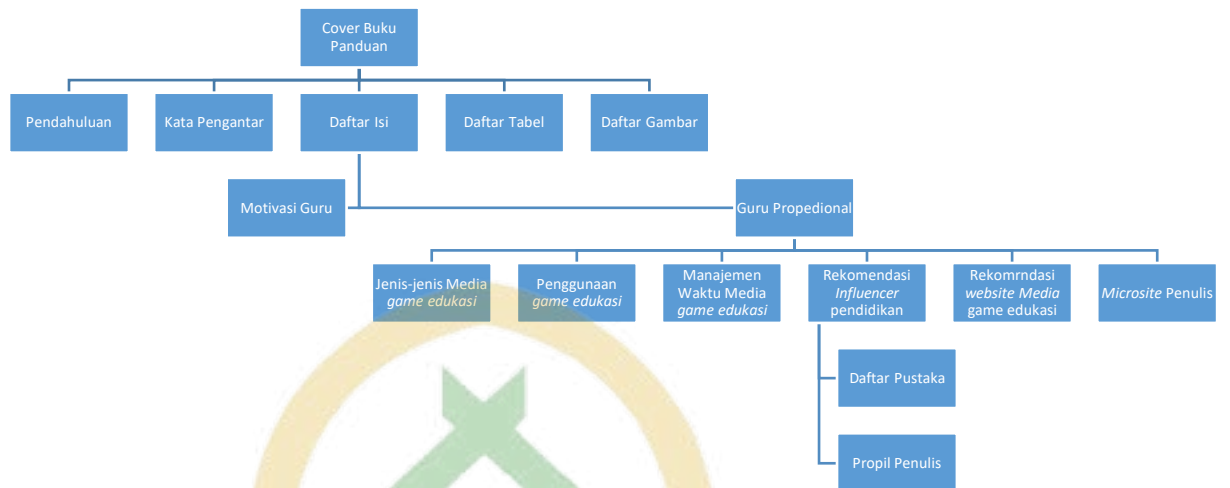 Cover Buku
Panduan
Pendahuluan
Kata Pengantar
Daftar Isi
Daftar Tabel
Daftar Gambar
Motivasi Guru
Guru Propedional
Jenis-jenis Media
game edukasi
Penggunaan
game edukasi
Manajemen
Waktu Media
game edukasi
Rekomendasi
Influencer
pendidikan
Rekomrndasi
website Media
game edukasi
Microsite Penulis
Daftar Pustaka
Propil Penulis